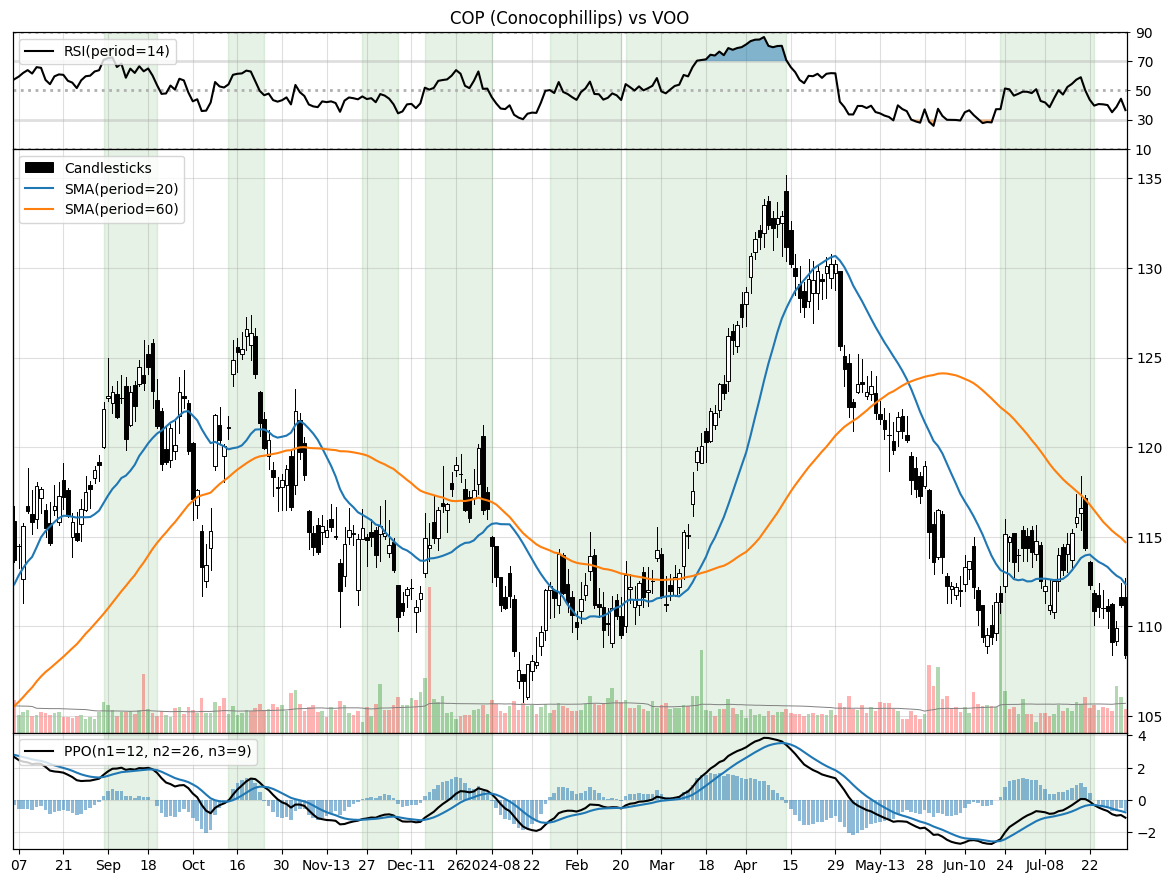 COP (Conocophillips) vs VOO
RSI(period=14)
90
70
50
30
10
Candlesticks
SMA(period=20)
SMA(period=60)
135
130
125
120
115
110
105
PPO(n1=12, n2=26, n3=9)
4
2
0
−2
07 21 Sep 18 Oct 16 30 Nov-13 27 Dec-11 26 2024-08 22 Feb 20 Mar 18 Apr 15 29 May-13 28 Jun-10 24 Jul-08 22